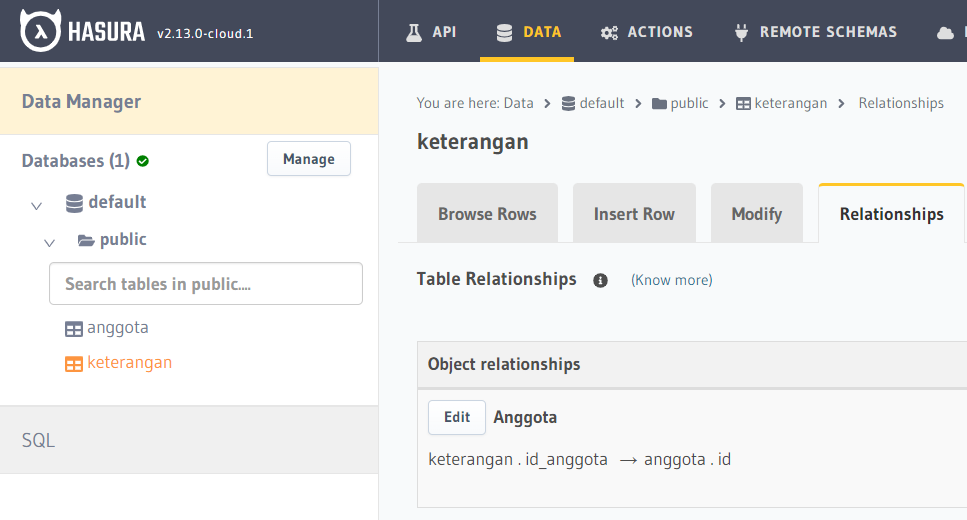 HASURA v2.13.0-cloud.1
API DATA ACTIONS REMOTE SCHEMAS
Data Manager
Databases (1)
Manage
default
public
Search tables in public....
anggota
keterangan
SQL
You are here: Data > default > public > keterangan > Relationships
keterangan
Browse Rows Insert Row Modify Relationships
Table Relationships (Know more)
Object relationships
Edit Anggota
keterangan . id_anggota → anggota . id